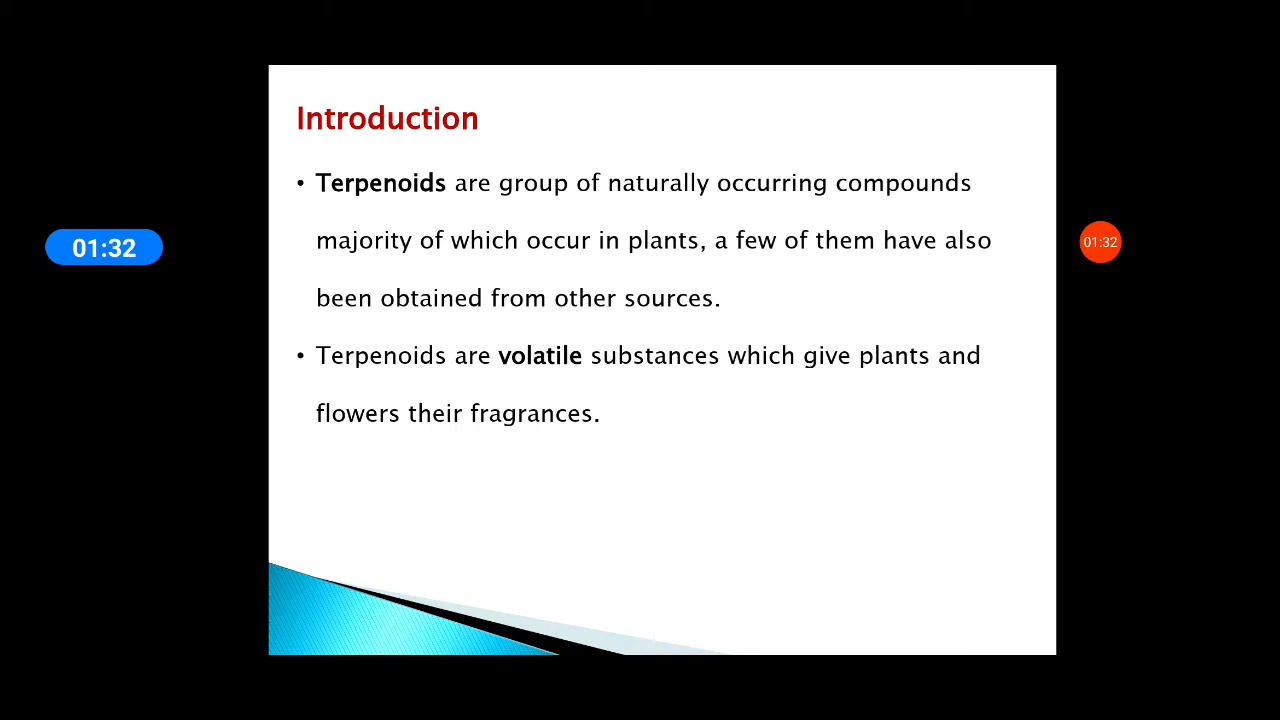 Introduction
• Terpenoids are group of naturally occurring compounds
majority of which occur in plants, a few of them have also
been obtained from other sources.
• Terpenoids are volatile substances which give plants and
flowers their fragrances.
01:32
01:32